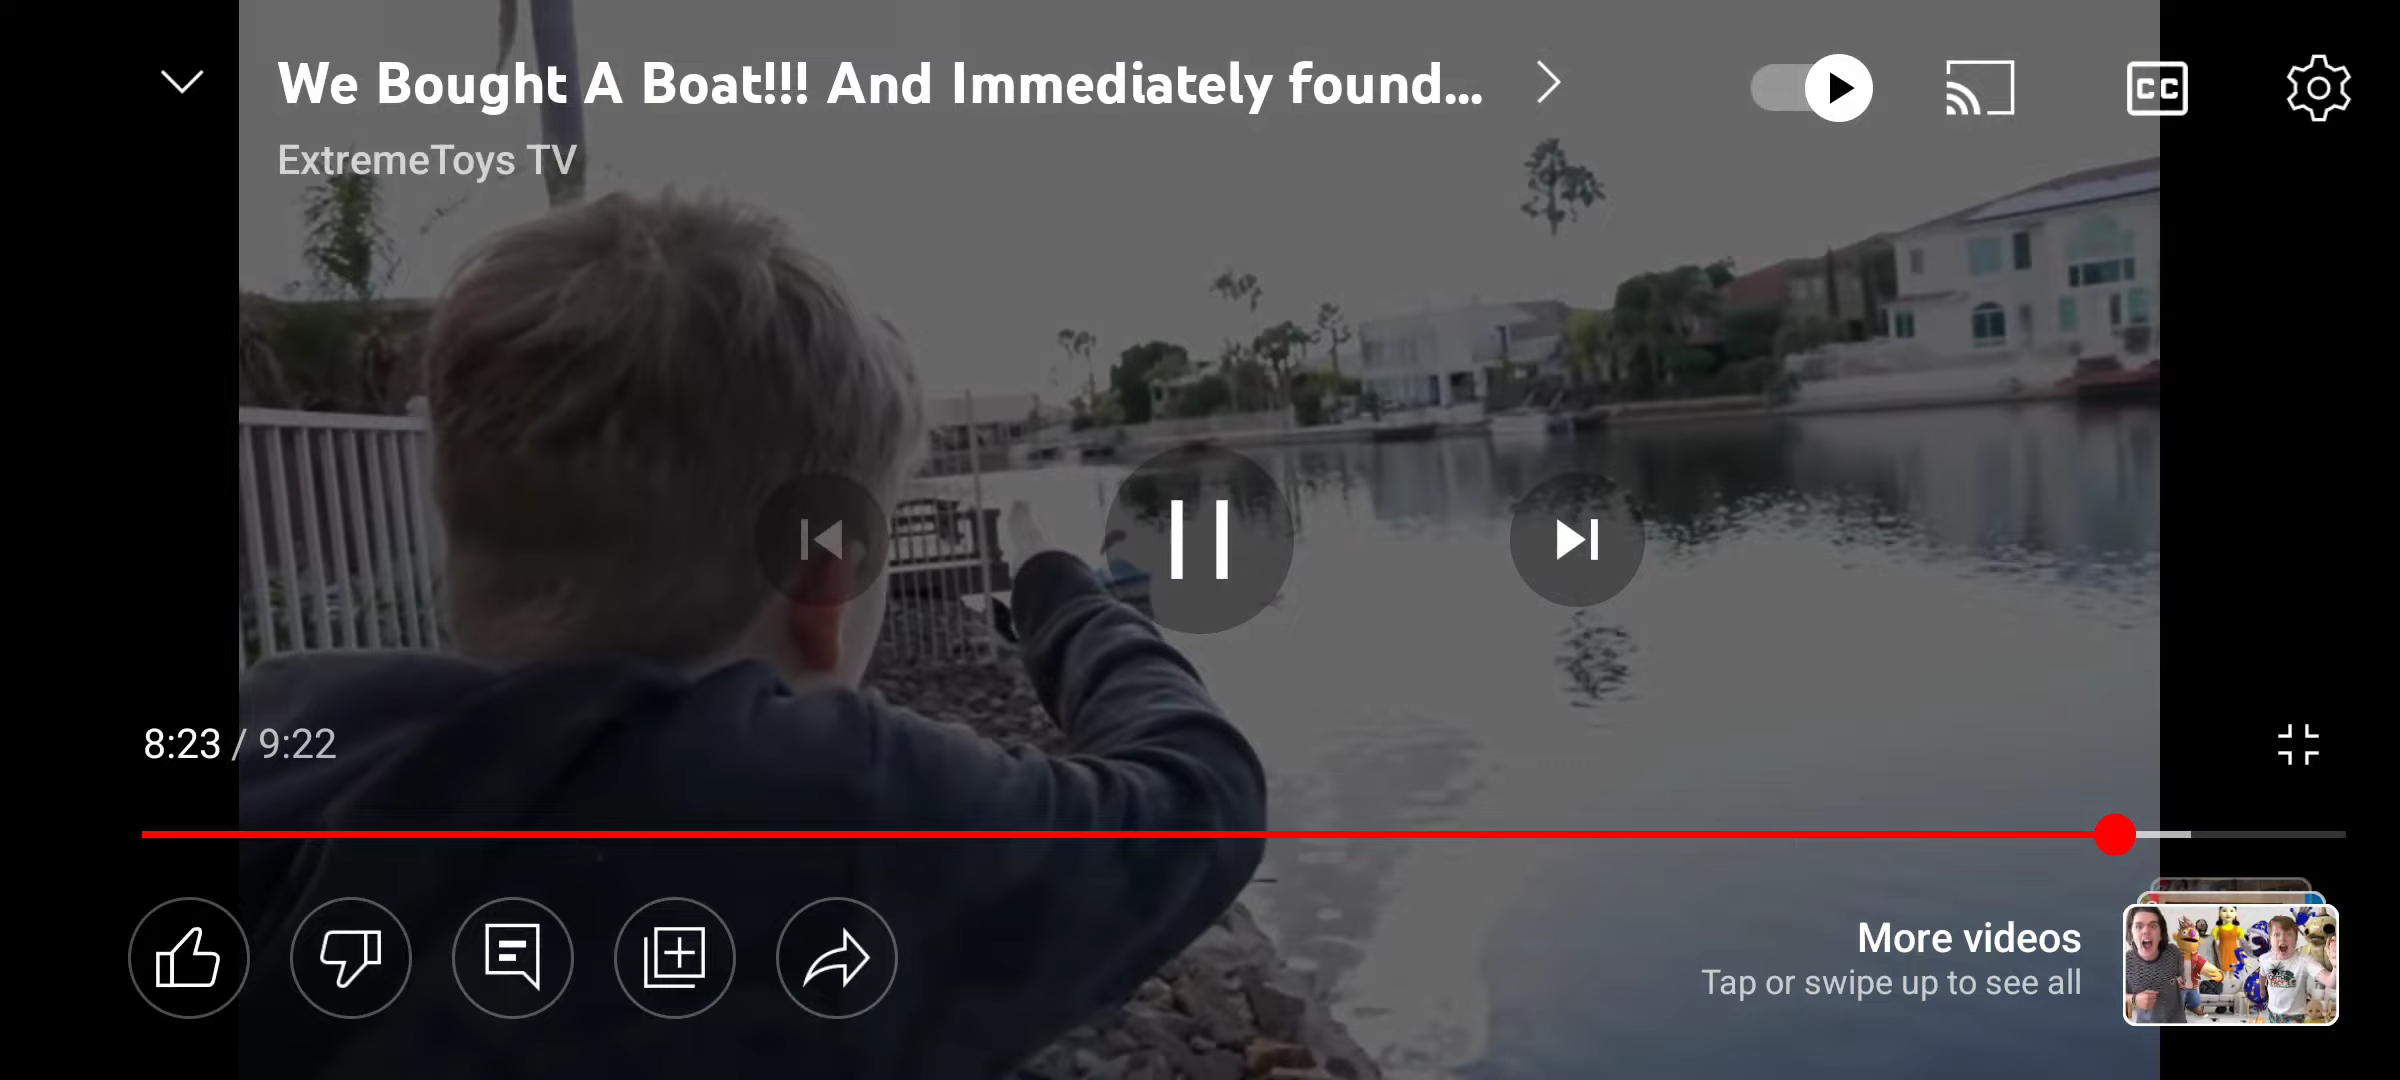 We Bought A Boat!!! And Immediately found...
ExtremeToys TV
CC
8:23 / 9:22
More videos
Tap or swipe up to see all